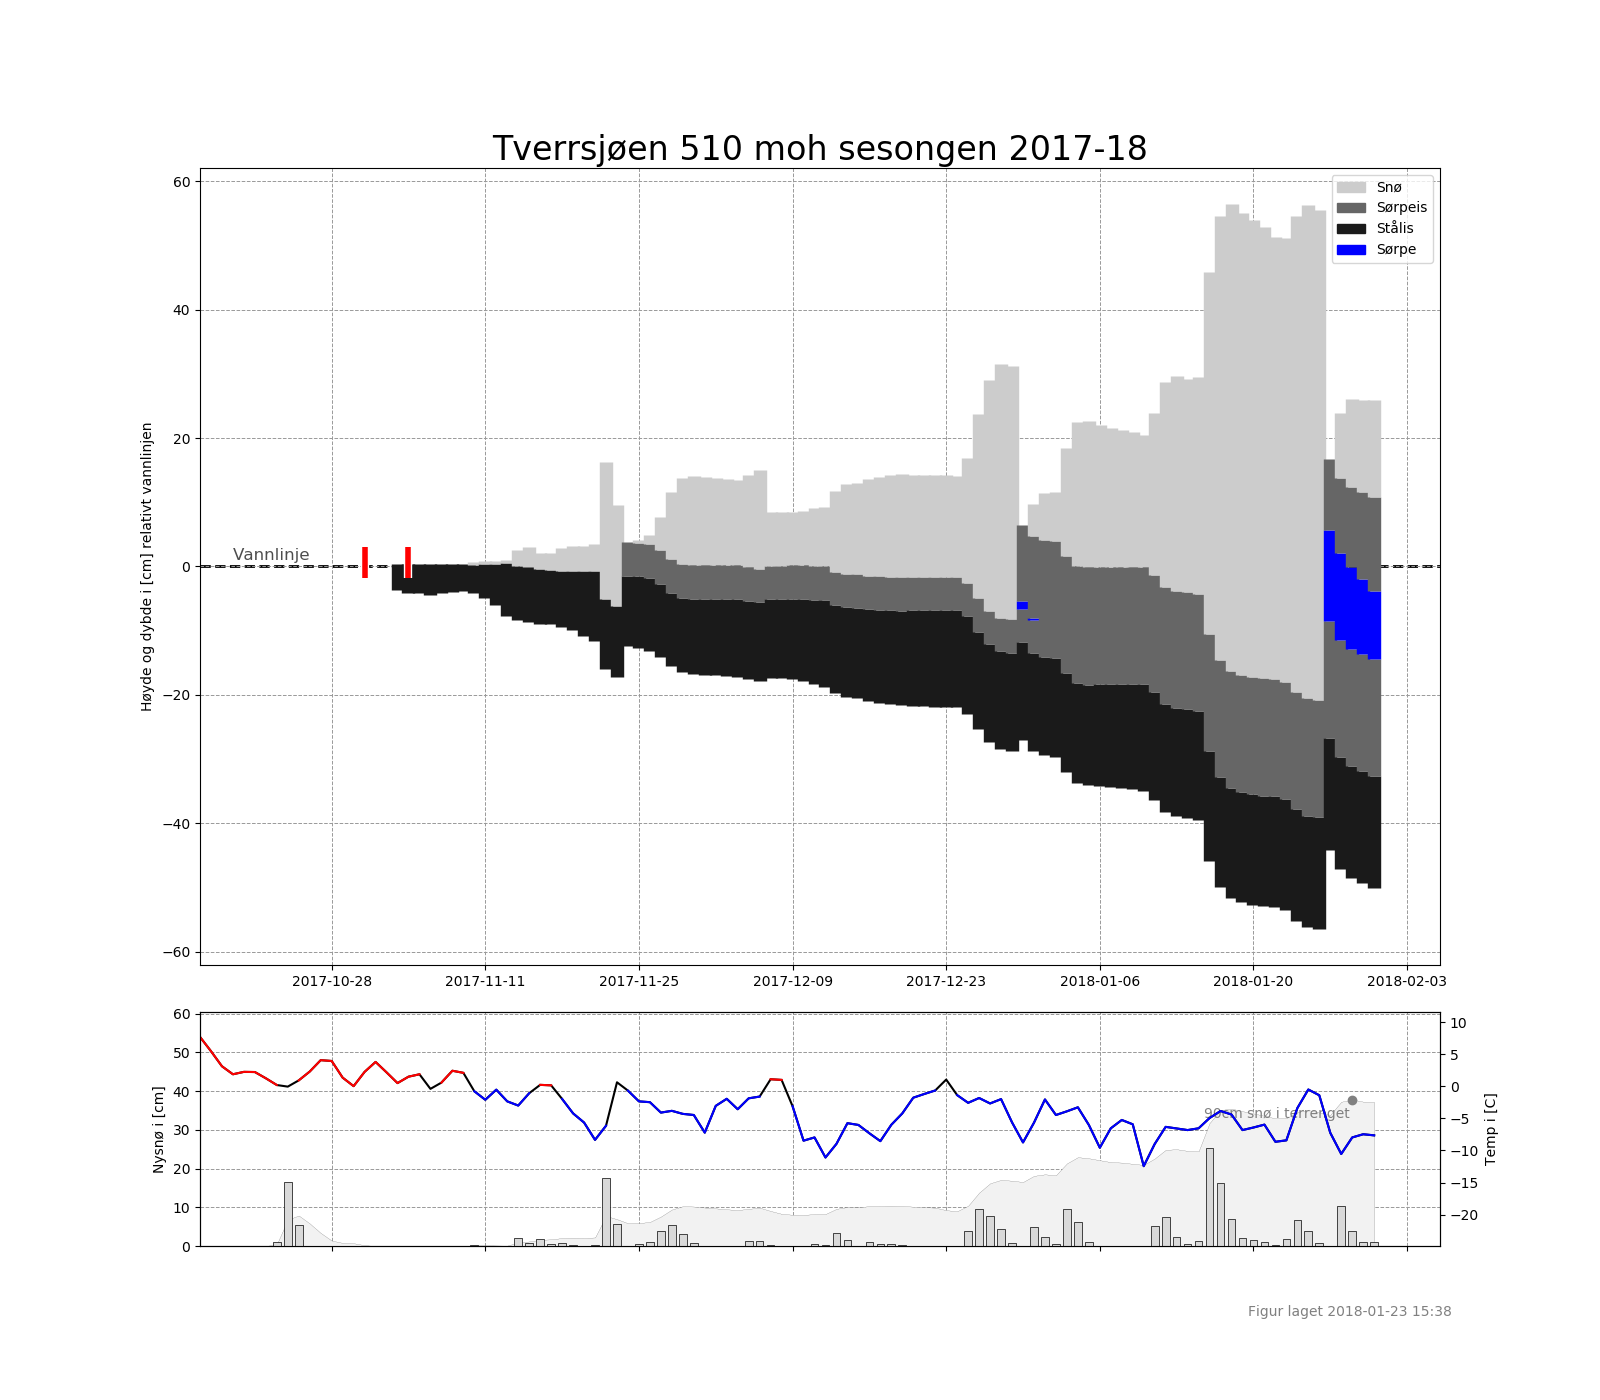 Tverrsjøen 510 moh sesongen 2017-18
Høyde og dybde i [cm] relativt vannlinjen
60
40
20
0
−20
−40
−60
Vannlinje
Snø
Sørpeis
Stålis
Sørpe
2017-10-28 2017-11-11 2017-11-25 2017-12-09 2017-12-23 2018-01-06 2018-01-20 2018-02-03
Nysnø i [cm]
60
50
40
30
20
10
0
90cm snø i terrenget
10
5
0
−5
−10
−15
−20
Temp i [C]
Figur laget 2018-01-23 15:38